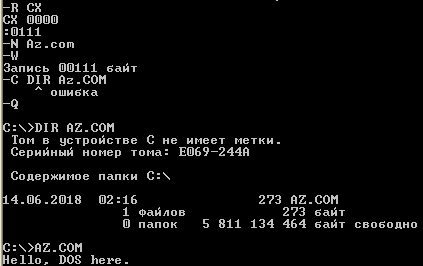 -R CX
CX 0000
:0111
-N Az.com
-W
Запись 00111 байт
-C DIR Az.COM
^ ошибка
-Q
C:\>DIR AZ.COM
Том в устройстве C не имеет метки.
Серийный номер тома: E069-244A
Содержимое папки C:\
14.06.2018 02:16 273 AZ.COM
1 файлов 273 байт
0 папок 5 811 134 464 байт свободно
C:\>AZ.COM
Hello, DOS here.